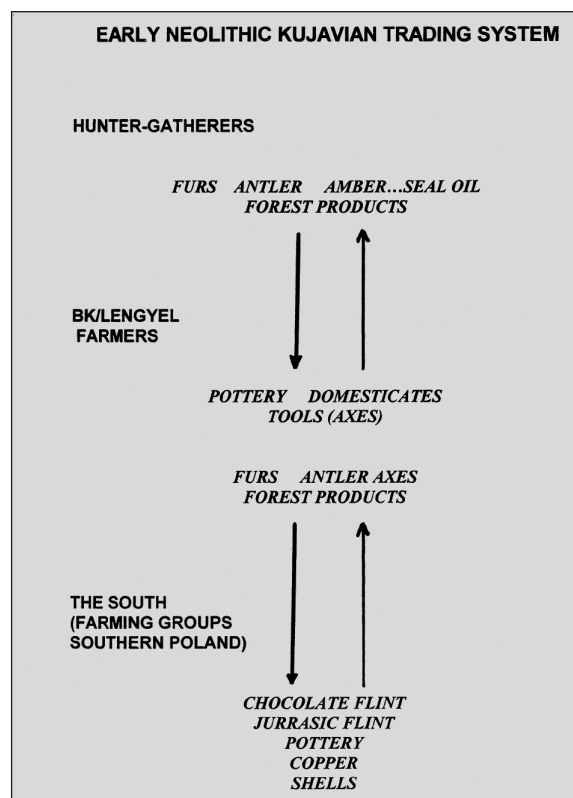 EARLY NEOLITHIC KUJAVIAN TRADING SYSTEM
HUNTER-GATHERERS
FURS ANTLER AMBER...SEAL OIL
FOREST PRODUCTS
BK/LENGYEL
FARMERS
POTTERY DOMESTICATES
TOOLS (AXES)
FURS ANTLER AXES
FOREST PRODUCTS
THE SOUTH
(FARMING GROUPS
SOUTHERN POLAND)
CHOCOLATE FLINT
JURRASIC FLINT
POTTERY
COPPER
SHELLS